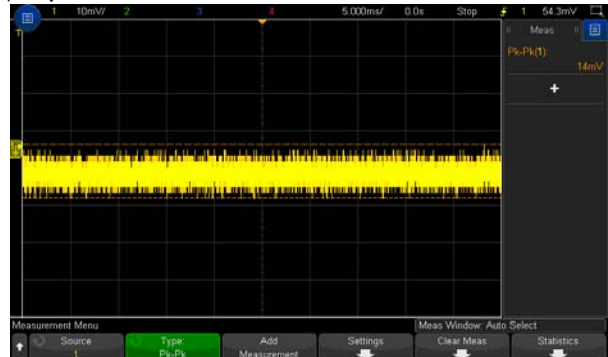 1 10mV/ 2 3 4 5.000ms/ 0.0s Stop 1 54.3mV
T
Meas
Pk-Pk(1):
14mV
+
Measurement Menu Meas Window: Auto Select
Source Type: Add Settings Clear Meas Statistics
1 Pk-Pk Measurement